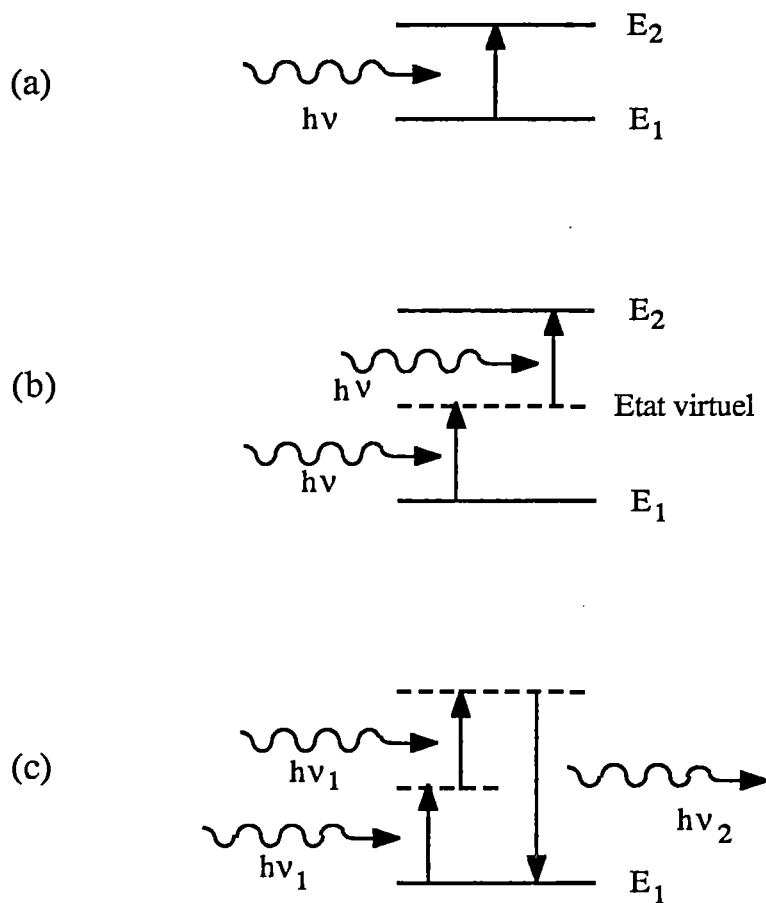 (a)
E₂
hν
E₁
(b)
E₂
hν
Etat virtuel
hν
E₁
(c)
hν₁
hν₂
hν₁
E₁